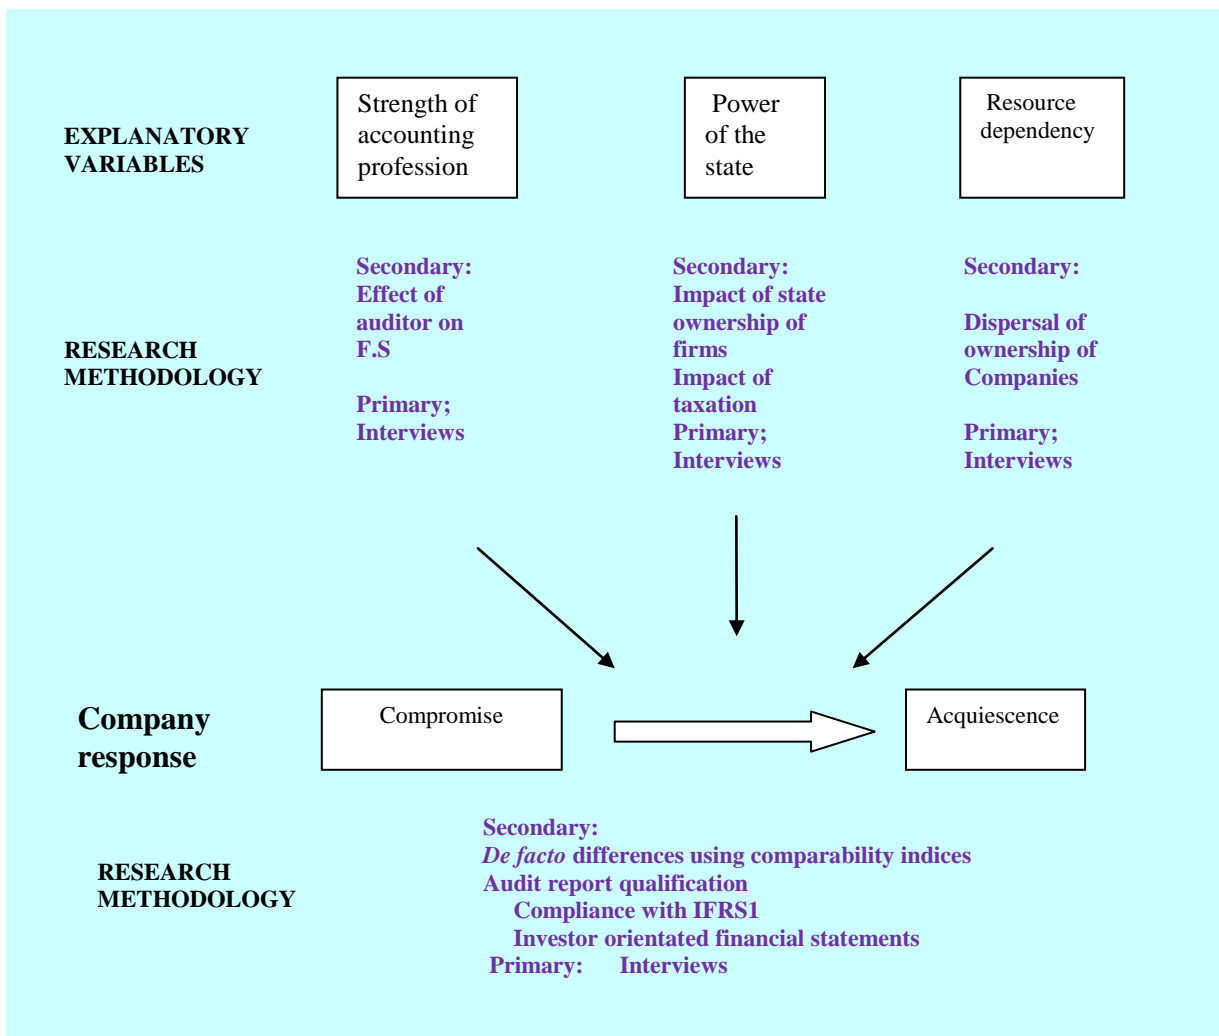 EXPLANATORY
VARIABLES
Strength of
accounting
profession
Power
of the
state
Resource
dependency
RESEARCH
METHODOLOGY
Secondary:
Effect of
auditor on
F.S
Primary;
Interviews
Secondary:
Impact of state
ownership of
firms
Impact of
taxation
Primary;
Interviews
Secondary:
Dispersal of
ownership of
Companies
Primary;
Interviews
Company
response
Compromise
Acquiescence
RESEARCH
METHODOLOGY
Secondary:
De facto differences using comparability indices
Audit report qualification
Compliance with IFRS1
Investor orientated financial statements
Primary: Interviews